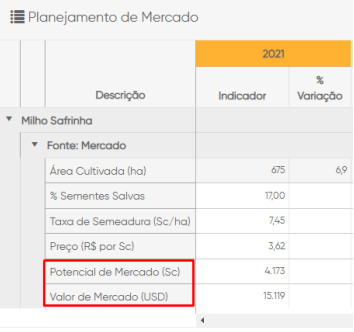 Planejamento de Mercado
2021
Descrição Indicador % Variação
Milho Safrinha
Fonte: Mercado
Área Cultivada (ha) 675 6,9
% Sementes Salvas 17,00
Taxa de Semeadura (Sc/ha) 7,45
Preço (R$ por Sc) 3,62
Potencial de Mercado (Sc) 4.173
Valor de Mercado (USD) 15.119